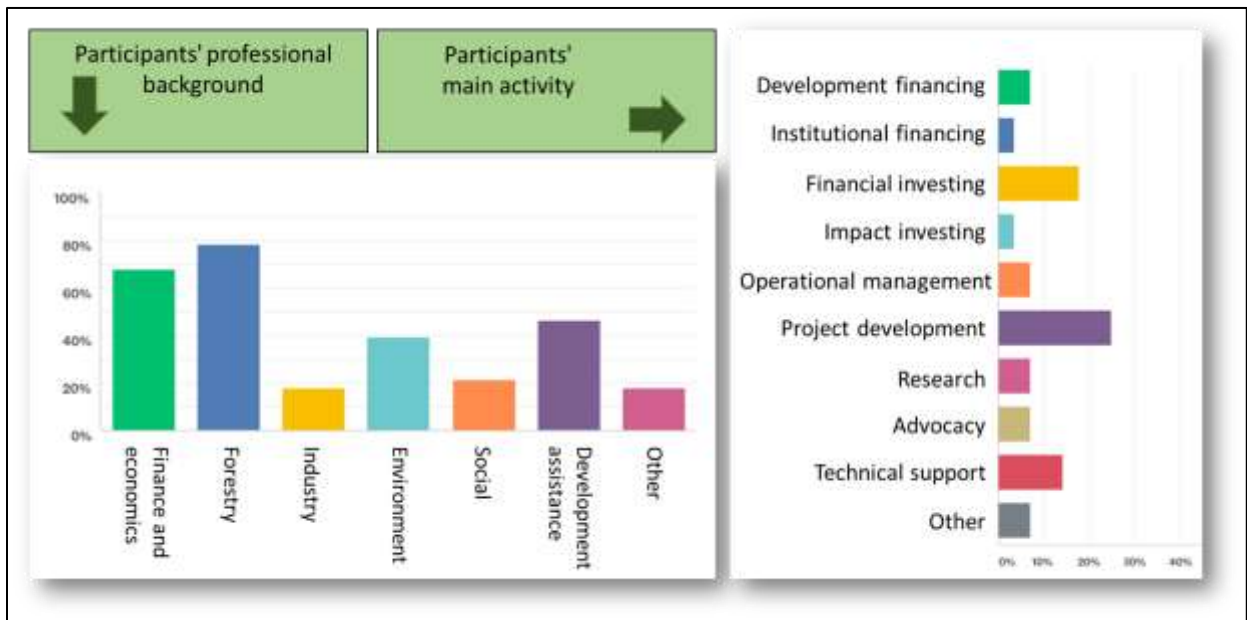 Participants' professional
background
Participants'
main activity
100%
80%
60%
40%
20%
0%
Finance and
economics
Forestry
Industry
Environment
Social
Development
assistance
Other
Development financing
Institutional financing
Financial investing
Impact investing
Operational management
Project development
Research
Advocacy
Technical support
Other
0% 10% 20% 30% 40%